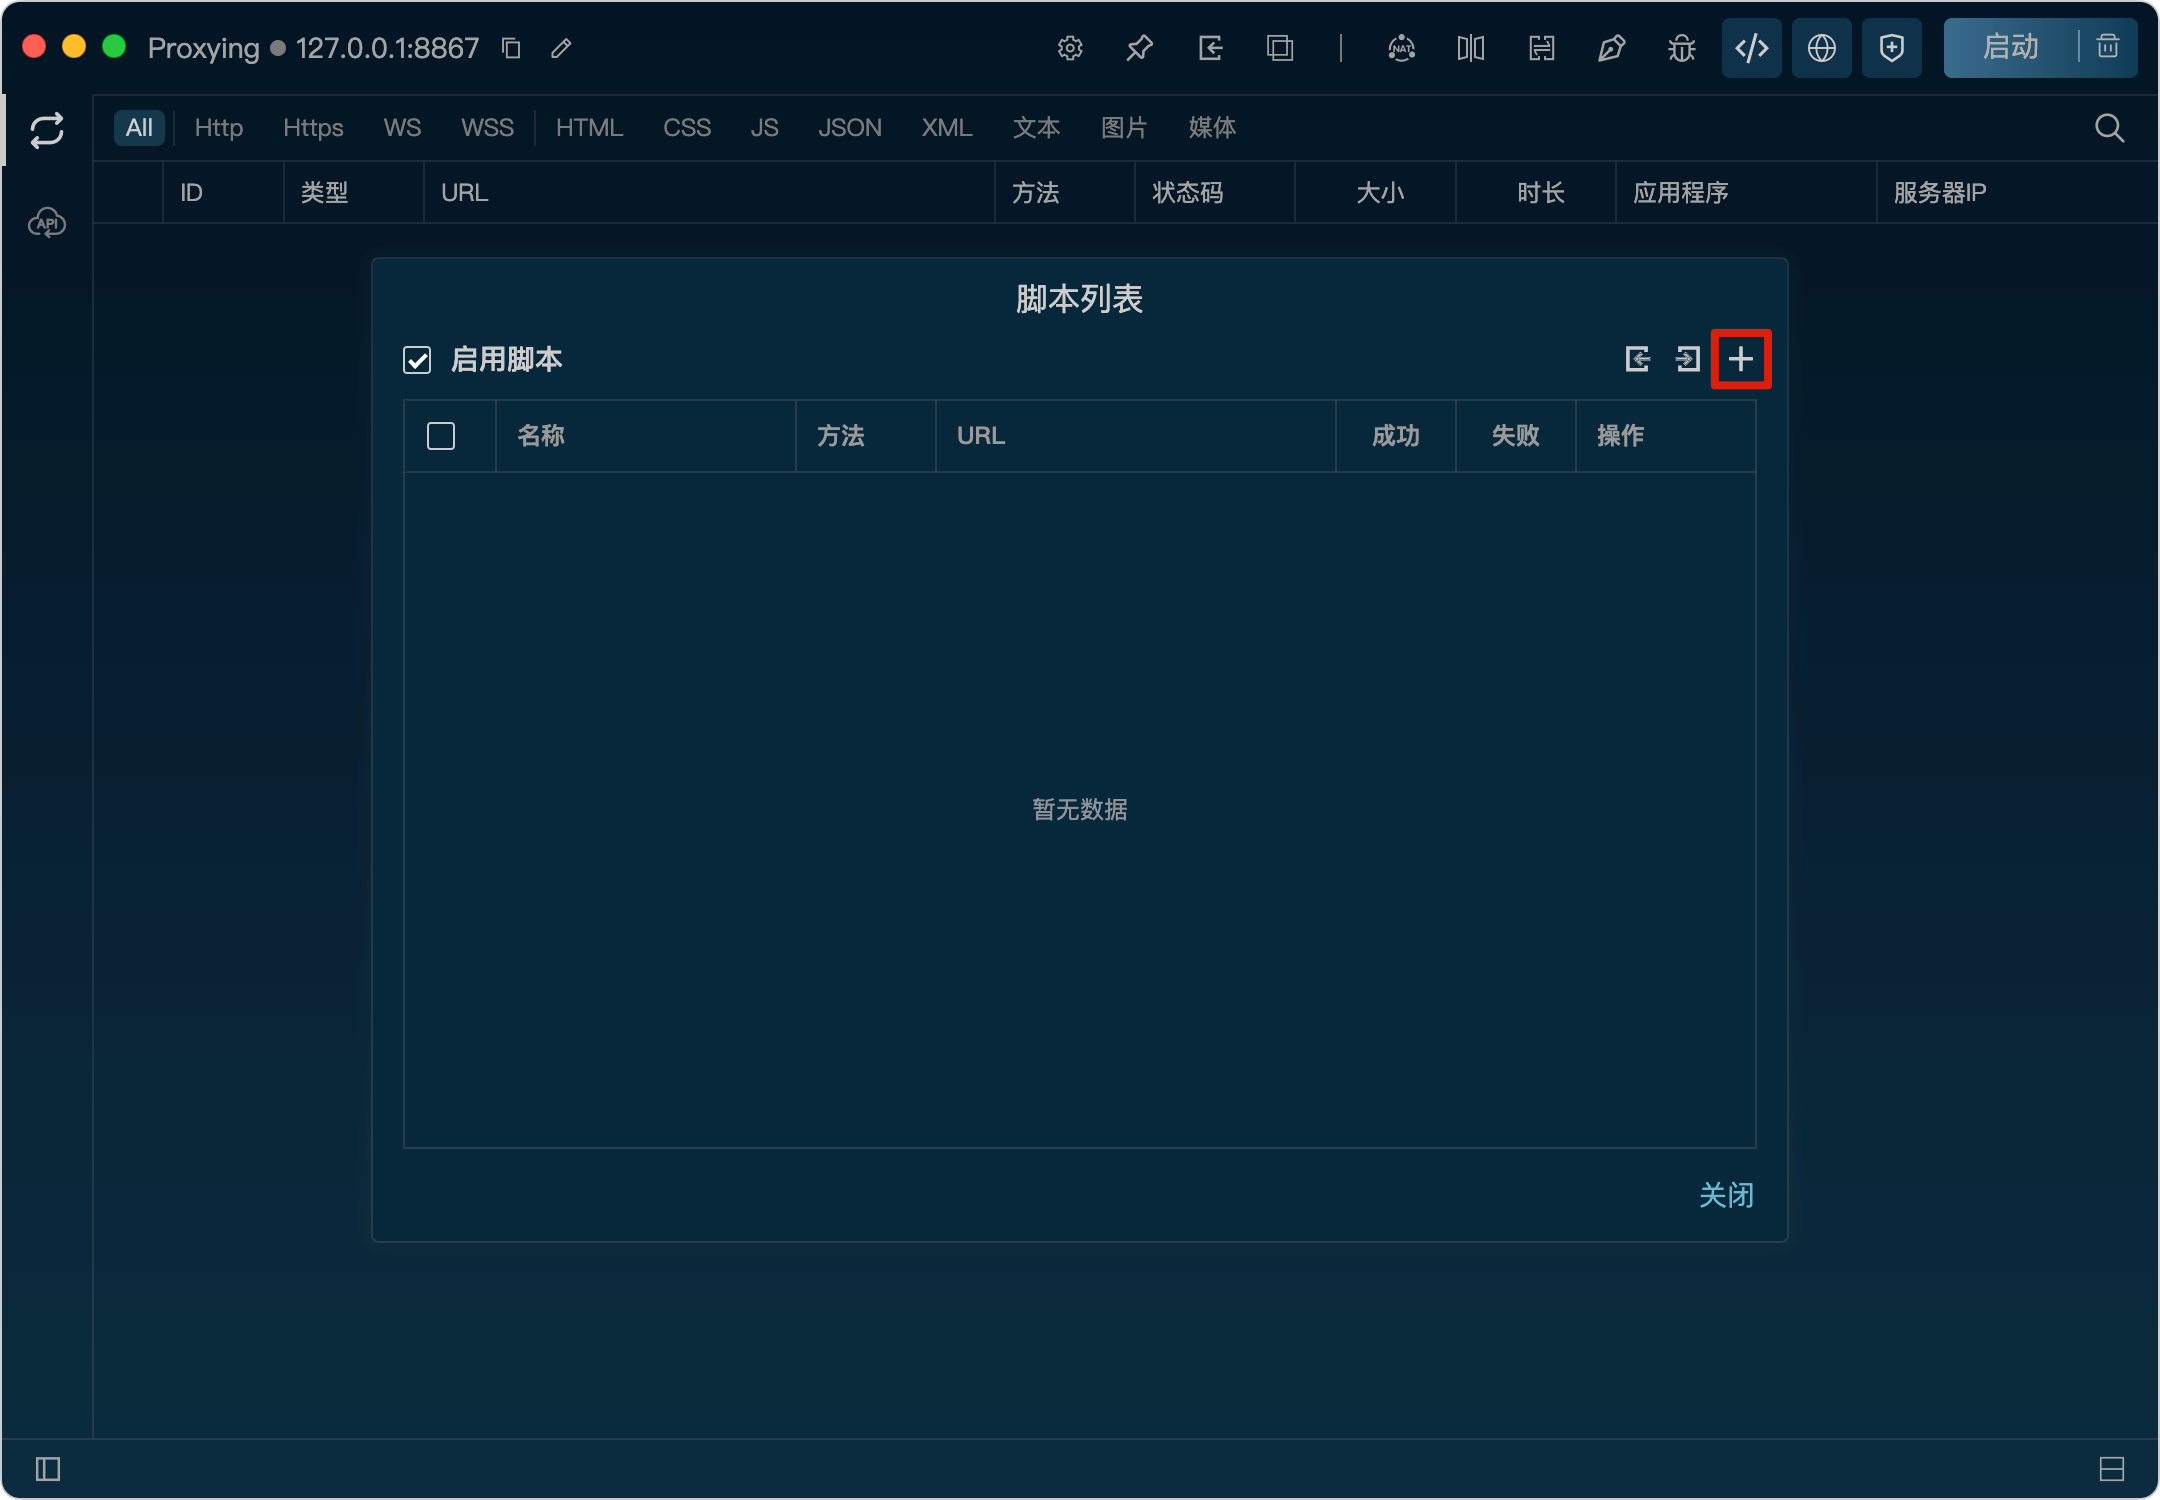 Proxying 127.0.0.1:8867 NAT 启动
All Http Https WS WSS HTML CSS JS JSON XML 文本 图片 媒体
ID 类型 URL 方法 状态码 大小 时长 应用程序 服务器IP
API
脚本列表
启用脚本
名称 方法 URL 成功 失败 操作
暂无数据
关闭